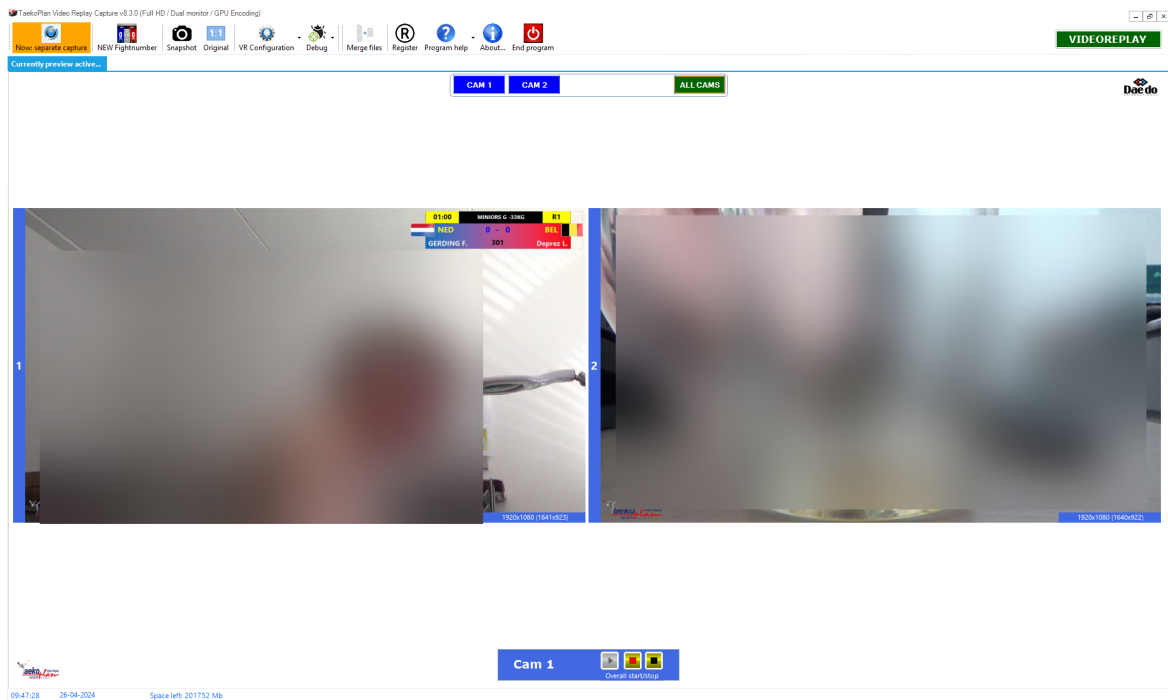 TaekoPlan Video Replay Capture v8.3.0 (Full HD / Dual monitor / GPU Encoding)
Now: separate capture NEW Fightnumber Snapshot Original VR Configuration Debug Merge files Register Program help About... End program
1:1
VIDEOREPLAY
Currently preview active...
CAM 1 CAM 2 ALL CAMS
Daedo
01:00 MINIORS G -33KG R1
NED 0 - 0 BEL
GERDING F. 301 Deprez L.
1 2
1920x1080 (1641x923) 1920x1080 (1640x922)
Cam 1
Overall start/stop
Taekoplan
09:47:28 26-04-2024 Space left: 201752 Mb